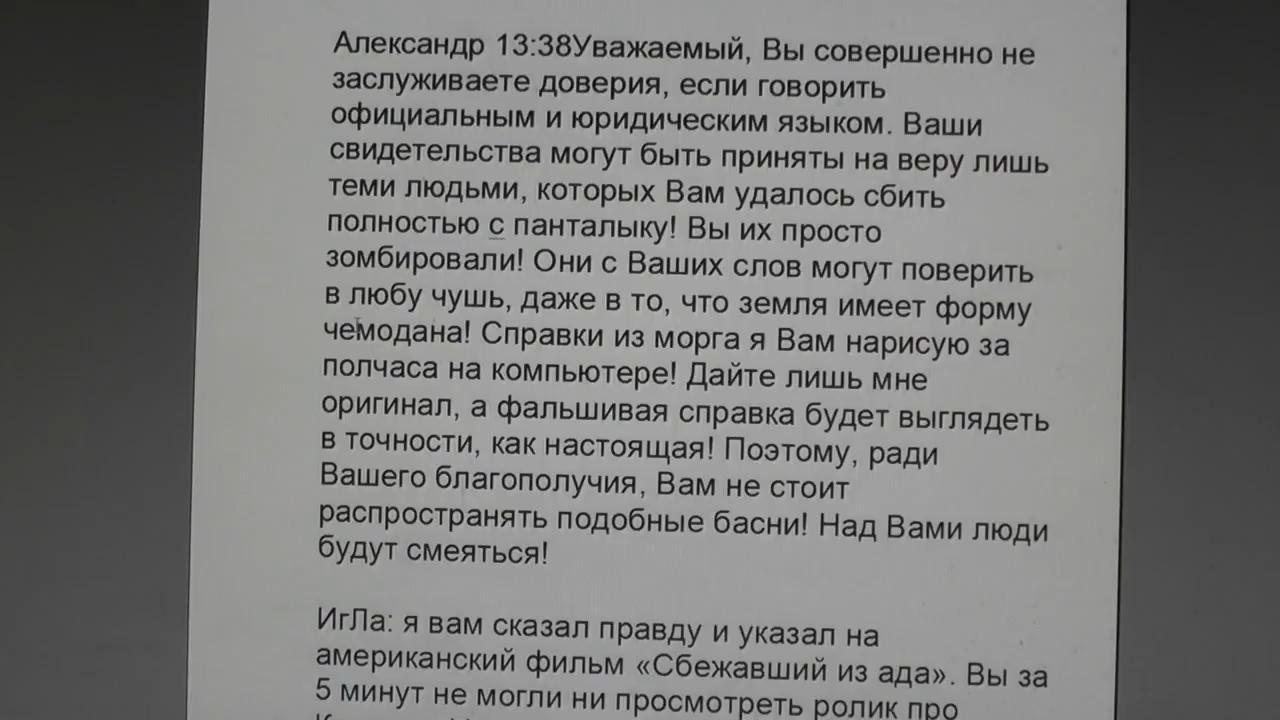 Александр 13:38Уважаемый, Вы совершенно не
заслуживаете доверия, если говорить
официальным и юридическим языком. Ваши
свидетельства могут быть приняты на веру лишь
теми людьми, которых Вам удалось сбить
полностью с панталыку! Вы их просто
зомбировали! Они с Ваших слов могут поверить
в любу чушь, даже в то, что земля имеет форму
чемодана! Справки из морга я Вам нарисую за
полчаса на компьютере! Дайте лишь мне
оригинал, а фальшивая справка будет выглядеть
в точности, как настоящая! Поэтому, ради
Вашего благополучия, Вам не стоит
распространять подобные басни! Над Вами люди
будут смеяться!
ИгЛа: я вам сказал правду и указал на
американский фильм «Сбежавший из ада». Вы за
5 минут не могли ни просмотреть ролик про